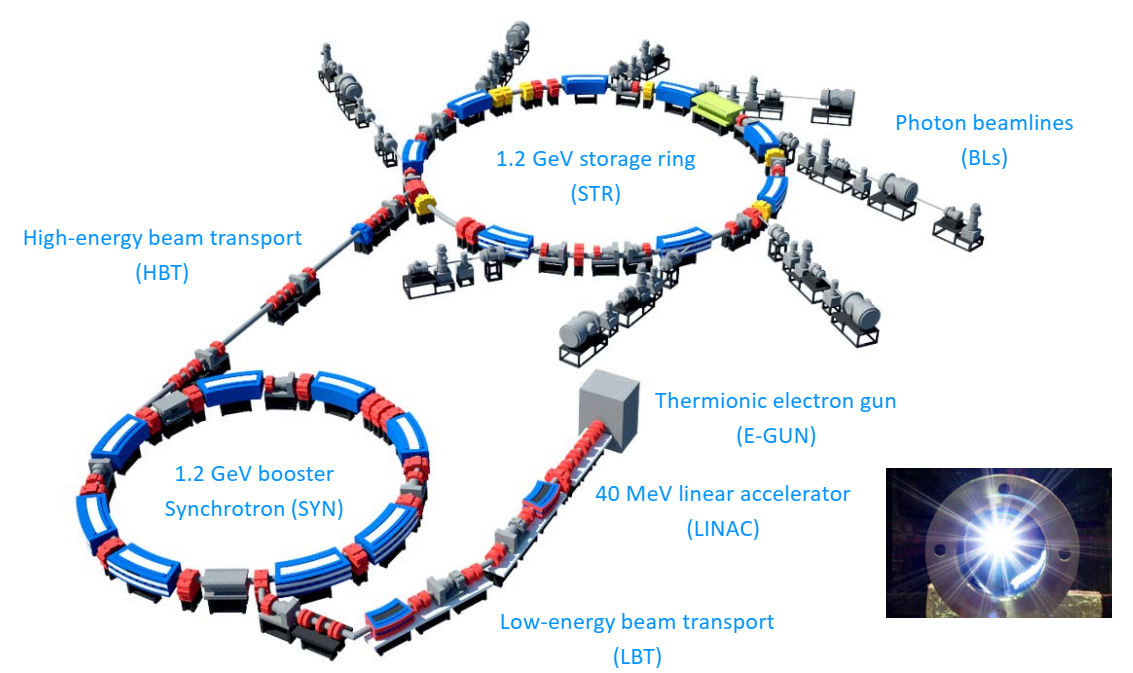 Photon beamlines
(BLs)
1.2 GeV storage ring
(STR)
High-energy beam transport
(HBT)
Thermionic electron gun
(E-GUN)
1.2 GeV booster
Synchrotron (SYN)
40 MeV linear accelerator
(LINAC)
Low-energy beam transport
(LBT)